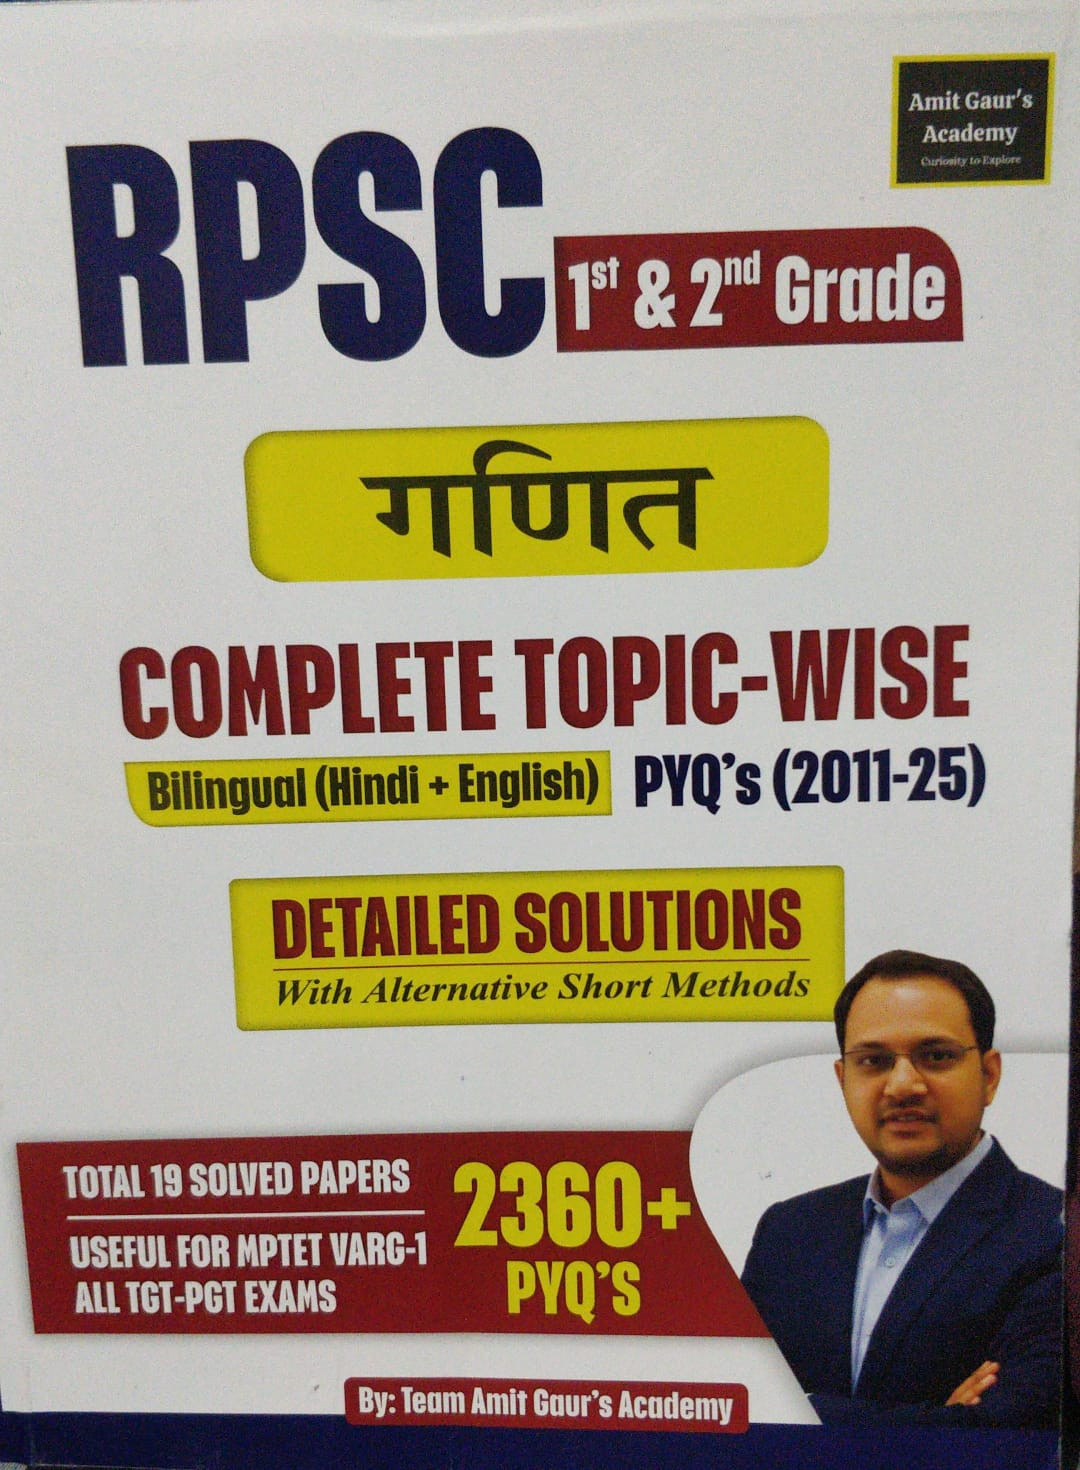 Amit Gaur's
Academy
Curiosity to Explore
RPSC
1st & 2nd Grade
गणित
COMPLETE TOPIC-WISE
Bilingual (Hindi + English) PYQ's (2011-25)
DETAILED SOLUTIONS
With Alternative Short Methods
TOTAL 19 SOLVED PAPERS
USEFUL FOR MPTET VARG-1
ALL TGT-PGT EXAMS
2360+
PYQ'S
By: Team Amit Gaur's Academy